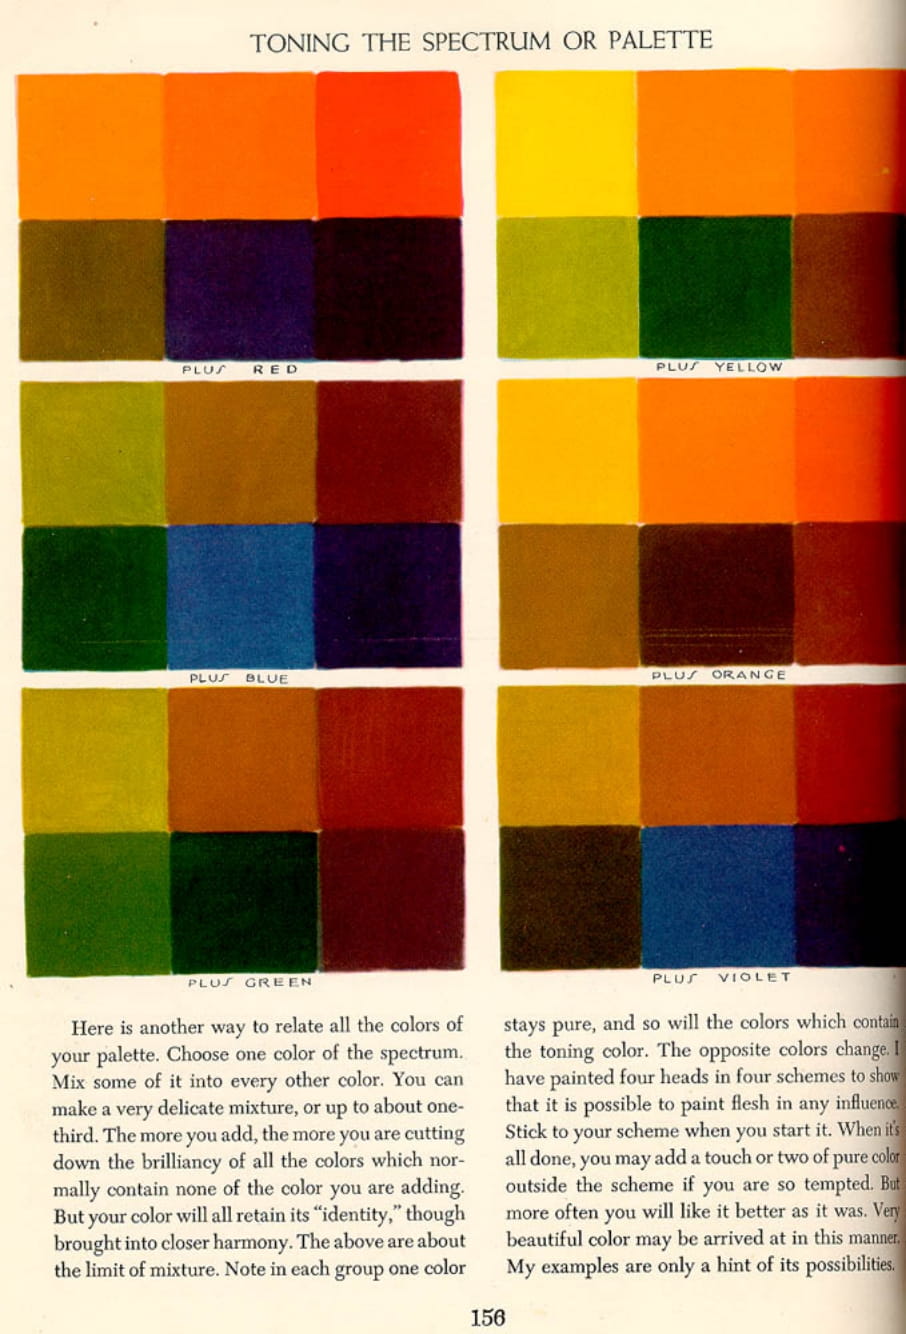 TONING THE SPECTRUM OR PALETTE
PLUS RED
PLUS YELLOW
PLUS BLUE
PLUS ORANGE
PLUS GREEN
PLUS VIOLET
Here is another way to relate all the colors of
your palette. Choose one color of the spectrum.
Mix some of it into every other color. You can
make a very delicate mixture, or up to about one-
third. The more you add, the more you are cutting
down the brilliancy of all the colors which nor-
mally contain none of the color you are adding.
But your color will all retain its “identity,” though
brought into closer harmony. The above are about
the limit of mixture. Note in each group one color
stays pure, and so will the colors which contain
the toning color. The opposite colors change. I
have painted four heads in four schemes to show
that it is possible to paint flesh in any influence.
Stick to your scheme when you start it. When it's
all done, you may add a touch or two of pure color
outside the scheme if you are so tempted. But
more often you will like it better as it was. Very
beautiful color may be arrived at in this manner.
My examples are only a hint of its possibilities.
156